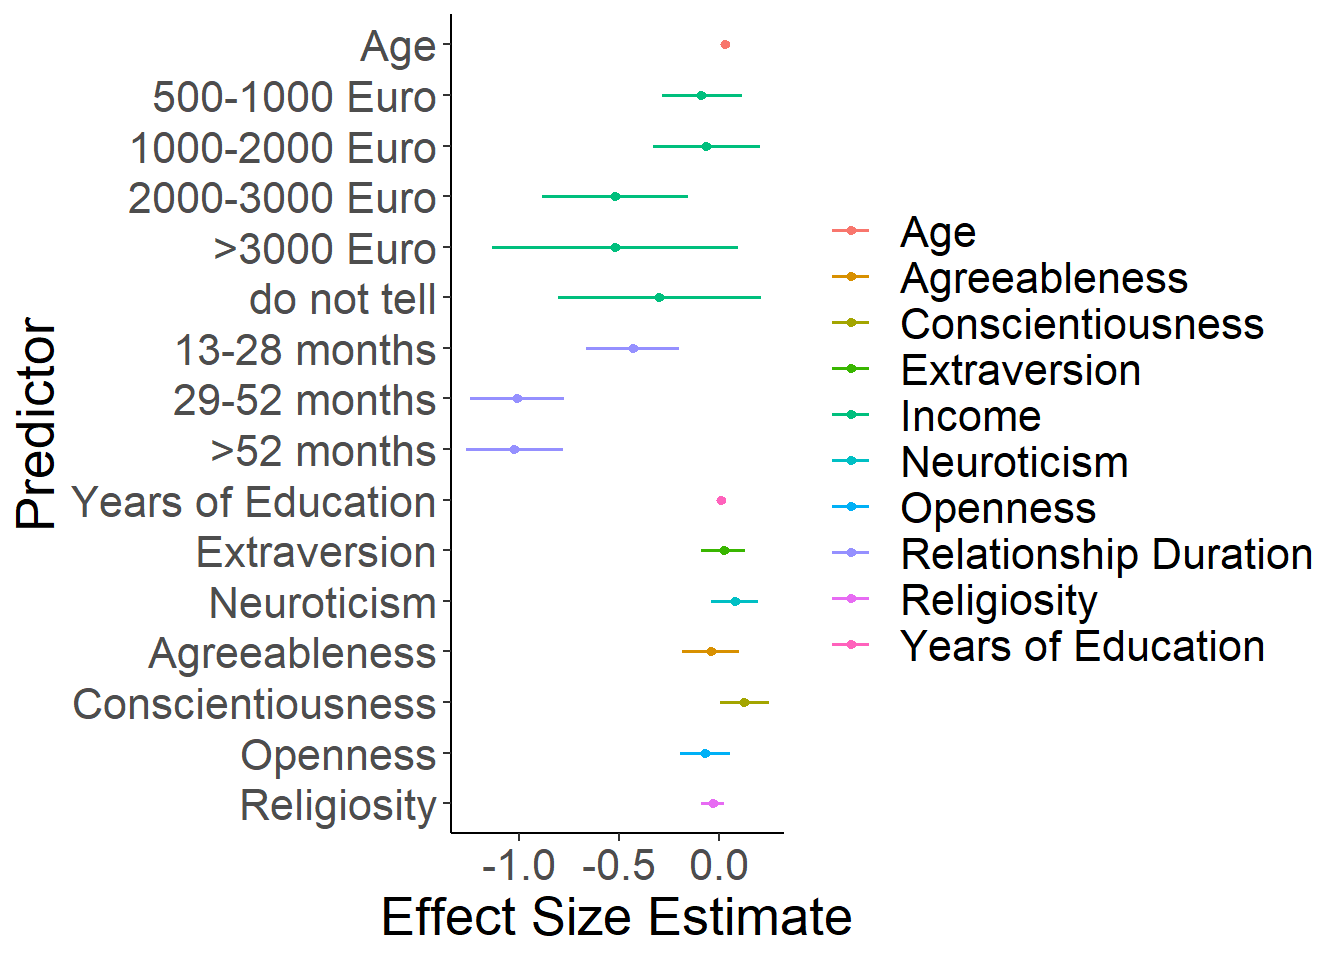 Predictor
Age
500-1000 Euro
1000-2000 Euro
2000-3000 Euro
>3000 Euro
do not tell
13-28 months
29-52 months
>52 months
Years of Education
Extraversion
Neuroticism
Agreeableness
Conscientiousness
Openness
Religiosity
-1.0 -0.5 0.0
Effect Size Estimate
Age
Agreeableness
Conscientiousness
Extraversion
Income
Neuroticism
Openness
Relationship Duration
Religiosity
Years of Education